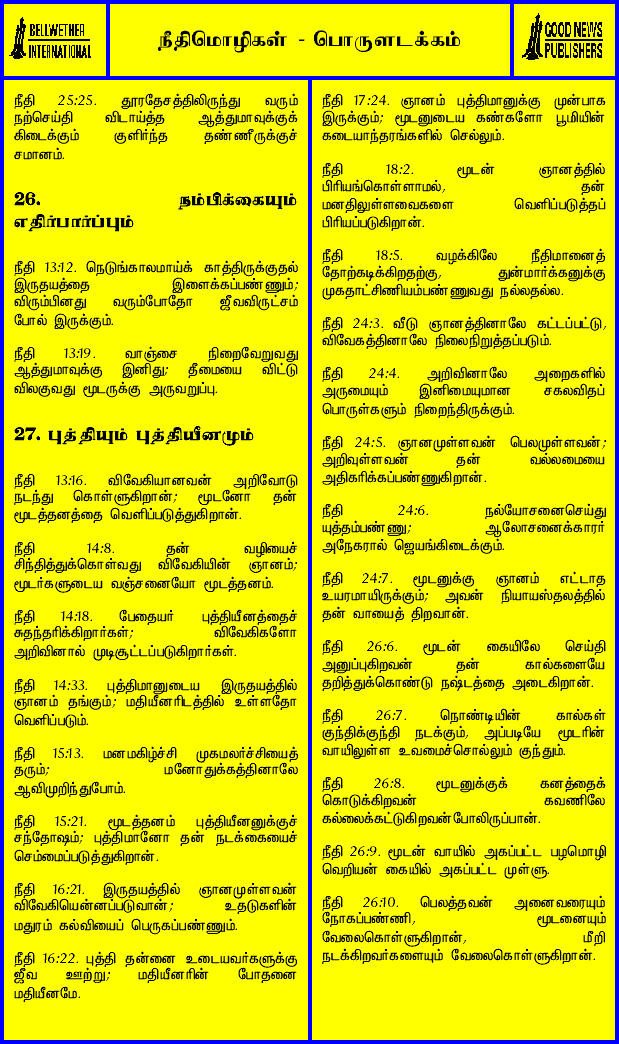 BELLWETHER
INTERNATIONAL
நீதிமொழிகள் - பொருளடக்கம்
GOOD NEWS
PUBLISHERS
நீதி 25:25. தூரதேசத்திலிருந்து வரும்
நற்செய்தி விடாய்த்த ஆத்துமாவுக்குக்
கிடைக்கும் குளிர்ந்த தண்ணீருக்குச்
சமானம்.
26. நம்பிக்கையும்
எதிர்பார்ப்பும்
நீதி 13:12. நெடுங்காலமாய்க் காத்திருக்குதல்
இருதயத்தை இளைக்கப்பண்ணும்;
விரும்பினது வரும்போதோ ஜீவவிருட்சம்
போல் இருக்கும்.
நீதி 13:19. வாஞ்சை நிறைவேறுவது
ஆத்துமாவுக்கு இனிது; தீமையை விட்டு
விலகுவது மூடருக்கு அருவறுப்பு.
27. புத்தியும் புத்தியீனமும்
நீதி 13:16. விவேகியானவன் அறிவோடு
நடந்து கொள்ளுகிறான்; மூடனோ தன்
மூடத்தனத்தை வெளிப்படுத்துகிறான்.
நீதி 14:8. தன் வழியைச்
சிந்தித்துக்கொள்வது விவேகியின் ஞானம்;
மூடர்களுடைய வஞ்சனையோ மூடத்தனம்.
நீதி 14:18. பேதையர் புத்தியீனத்தைச்
சுதந்தரிக்கிறார்கள்; விவேகிகளோ
அறிவினால் முடிசூட்டப்படுகிறார்கள்.
நீதி 14:33. புத்திமானுடைய இருதயத்தில்
ஞானம் தங்கும்; மதியீனரிடத்தில் உள்ளதோ
வெளிப்படும்.
நீதி 15:13. மனமகிழ்ச்சி முகமலர்ச்சியைத்
தரும்; மனோதுக்கத்தினாலே
ஆவிமுறிந்துபோம்.
நீதி 15:21. மூடத்தனம் புத்தியீனனுக்குச்
சந்தோஷம்; புத்திமானோ தன் நடக்கையைச்
செம்மைப்படுத்துகிறான்.
நீதி 16:21. இருதயத்தில் ஞானமுள்ளவன்
விவேகியென்னப்படுவான்; உதடுகளின்
மதுரம் கல்வியைப் பெருகப்பண்ணும்.
நீதி 16:22. புத்தி தன்னை உடையவர்களுக்கு
ஜீவ ஊற்று; மதியீனரின் போதனை
மதியீனமே.
நீதி 17:24. ஞானம் புத்திமானுக்கு முன்பாக
இருக்கும்; மூடனுடைய கண்களோ பூமியின்
கடையாந்தரங்களில் செல்லும்.
நீதி 18:2. மூடன் ஞானத்தில்
பிரியங்கொள்ளாமல், தன்
மனதிலுள்ளவைகளை வெளிப்படுத்தப்
பிரியப்படுகிறான்.
நீதி 18:5. வழக்கிலே நீதிமானைத்
தோற்கடிக்கிறதற்கு, துன்மார்க்கனுக்கு
முகதாட்சிணியம்பண்ணுவது நல்லதல்ல.
நீதி 24:3. வீடு ஞானத்தினாலே கட்டப்பட்டு,
விவேகத்தினாலே நிலைநிறுத்தப்படும்.
நீதி 24:4. அறிவினாலே அறைகளில்
அருமையும் இனிமையுமான சகலவிதப்
பொருள்களும் நிறைந்திருக்கும்.
நீதி 24:5. ஞானமுள்ளவன் பெலமுள்ளவன்;
அறிவுள்ளவன் தன் வல்லமையை
அதிகரிக்கப்பண்ணுகிறான்.
நீதி 24:6. நல்யோசனைசெய்து
யுத்தம்பண்ணு; ஆலோசனைக்காரர்
அநேகரால் ஜெயங்கிடைக்கும்.
நீதி 24:7. மூடனுக்கு ஞானம் எட்டாத
உயரமாயிருக்கும்; அவன் நியாயஸ்தலத்தில்
தன் வாயைத் திறவான்.
நீதி 26:6. மூடன் கையிலே செய்தி
அனுப்புகிறவன் தன் கால்களையே
தறித்துக்கொண்டு நஷ்டத்தை அடைகிறான்.
நீதி 26:7. நொண்டியின் கால்கள்
குந்திக்குந்தி நடக்கும், அப்படியே மூடரின்
வாயிலுள்ள உவமைச்சொல்லும் குந்தும்.
நீதி 26:8. மூடனுக்குக் கனத்தைக்
கொடுக்கிறவன் கவணிலே
கல்லைக்கட்டுகிறவன்போலிருப்பான்.
நீதி 26:9. மூடன் வாயில் அகப்பட்ட பழமொழி
வெறியன் கையில் அகப்பட்ட முள்ளு.
நீதி 26:10. பெலத்தவன் அனைவரையும்
நோகப்பண்ணி, மூடனையும்
வேலைகொள்ளுகிறான், மீறி
நடக்கிறவர்களையும் வேலைகொள்ளுகிறான்.